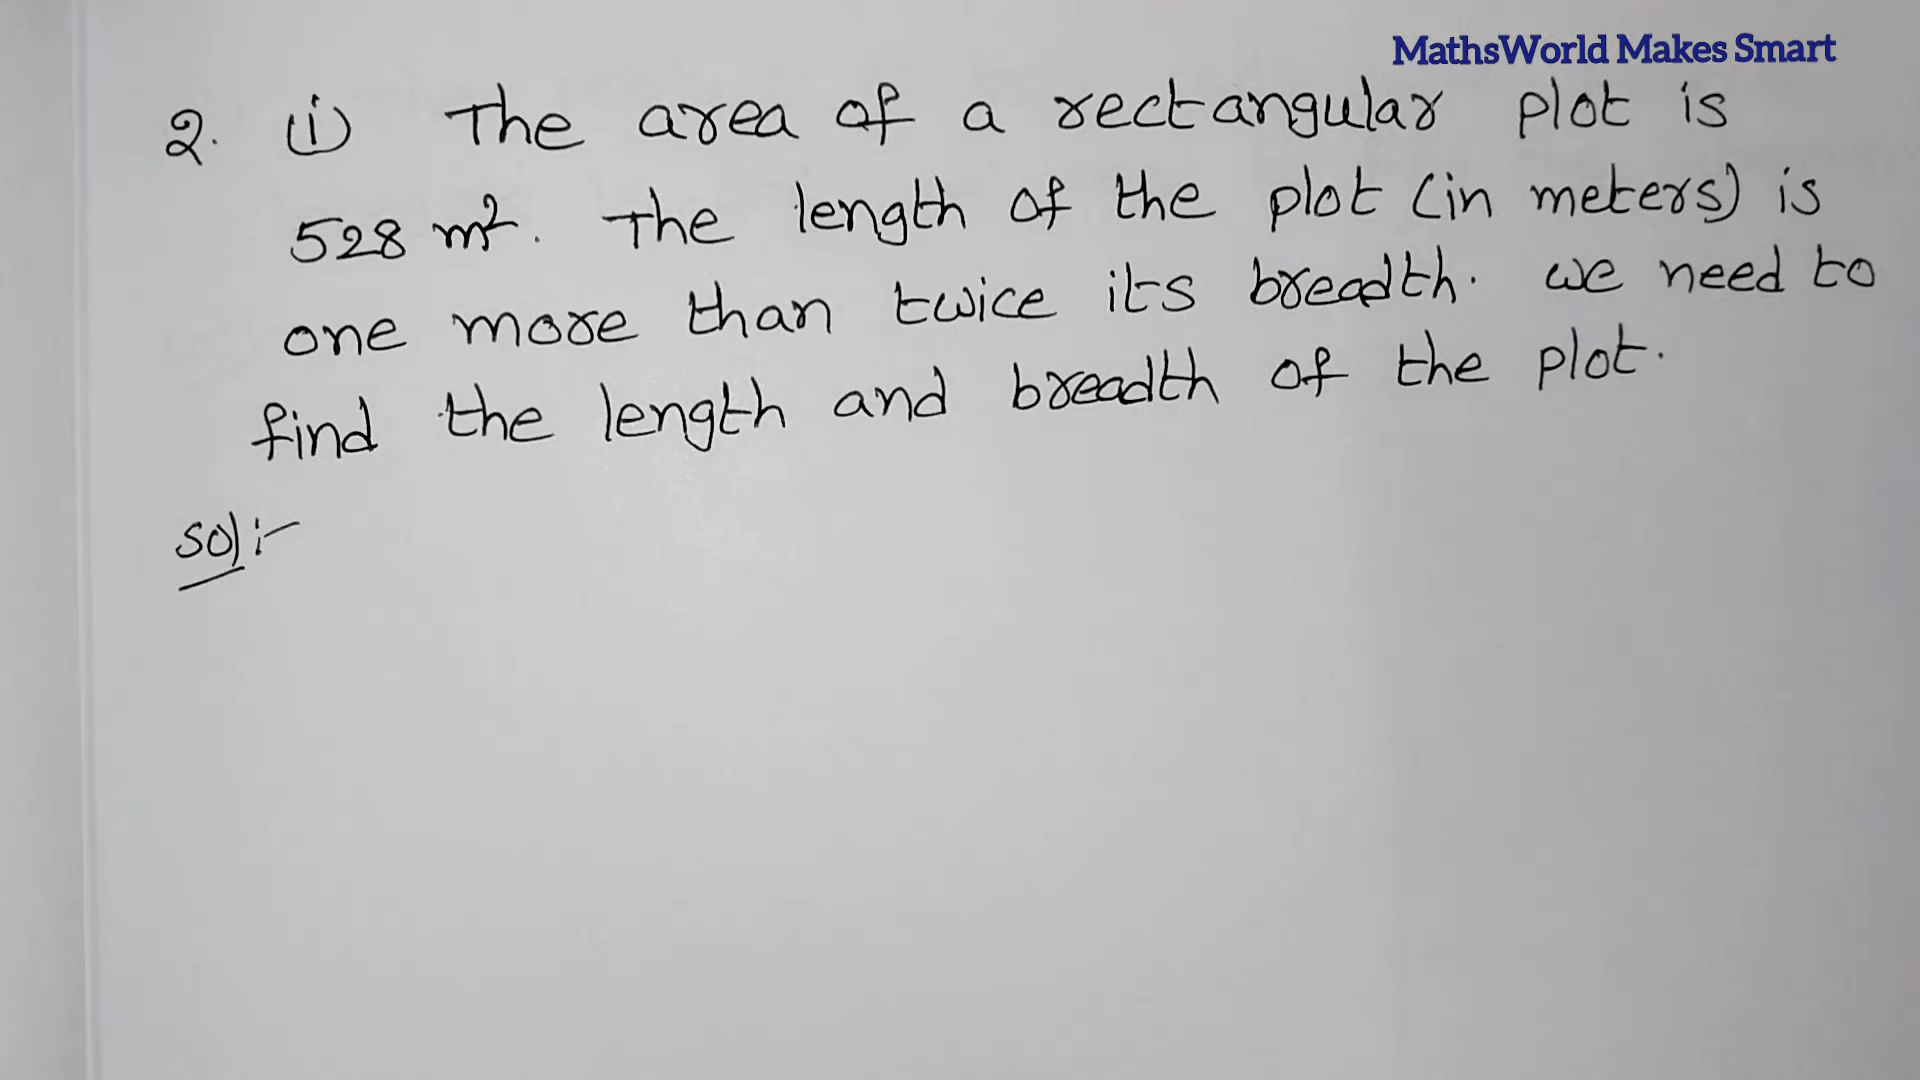 MathsWorld Makes Smart
2. (i) The area of a rectangular plot is
528 m². The length of the plot (in meters) is
one more than twice its breadth. we need to
find the length and breadth of the plot.
Sol:-